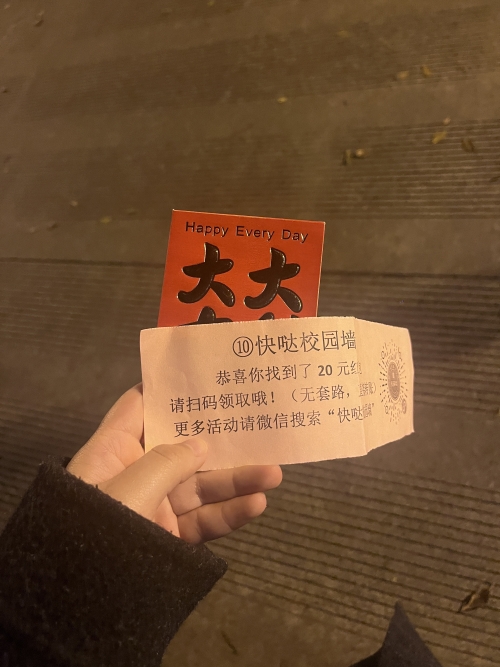 Happy Every Day
大 大
⑩快哒校园墙
恭喜你找到了 20 元红
请扫码领取哦！（无套路，
更多活动请微信搜索“快哒